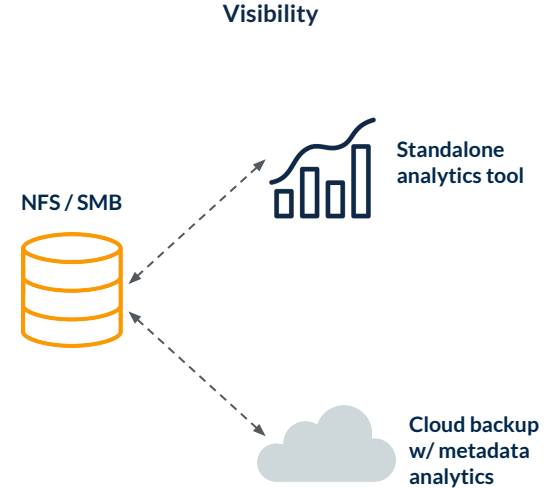 Visibility
Standalone
analytics tool
NFS / SMB
Cloud backup
w/ metadata
analytics